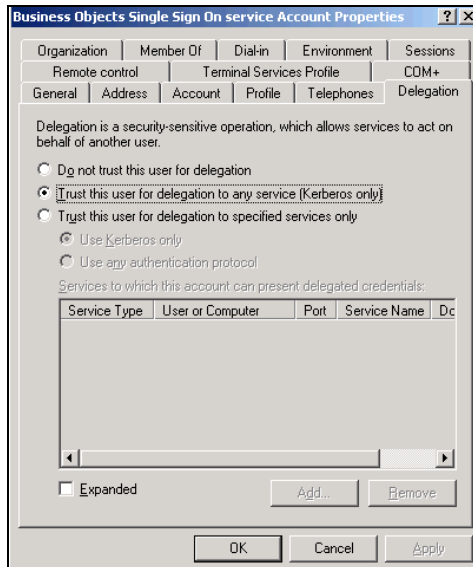 Business Objects Single Sign On service Account Properties
Organization Member Of Dial-in Environment Sessions
Remote control Terminal Services Profile COM+
General Address Account Profile Telephones Delegation
Delegation is a security-sensitive operation, which allows services to act on
behalf of another user.
Do not trust this user for delegation
Trust this user for delegation to any service (Kerberos only)
Trust this user for delegation to specified services only
Use Kerberos only
Use any authentication protocol
Services to which this account can present delegated credentials:
Service Type User or Computer Port Service Name Dc
Expanded Add... Remove
OK Cancel Apply